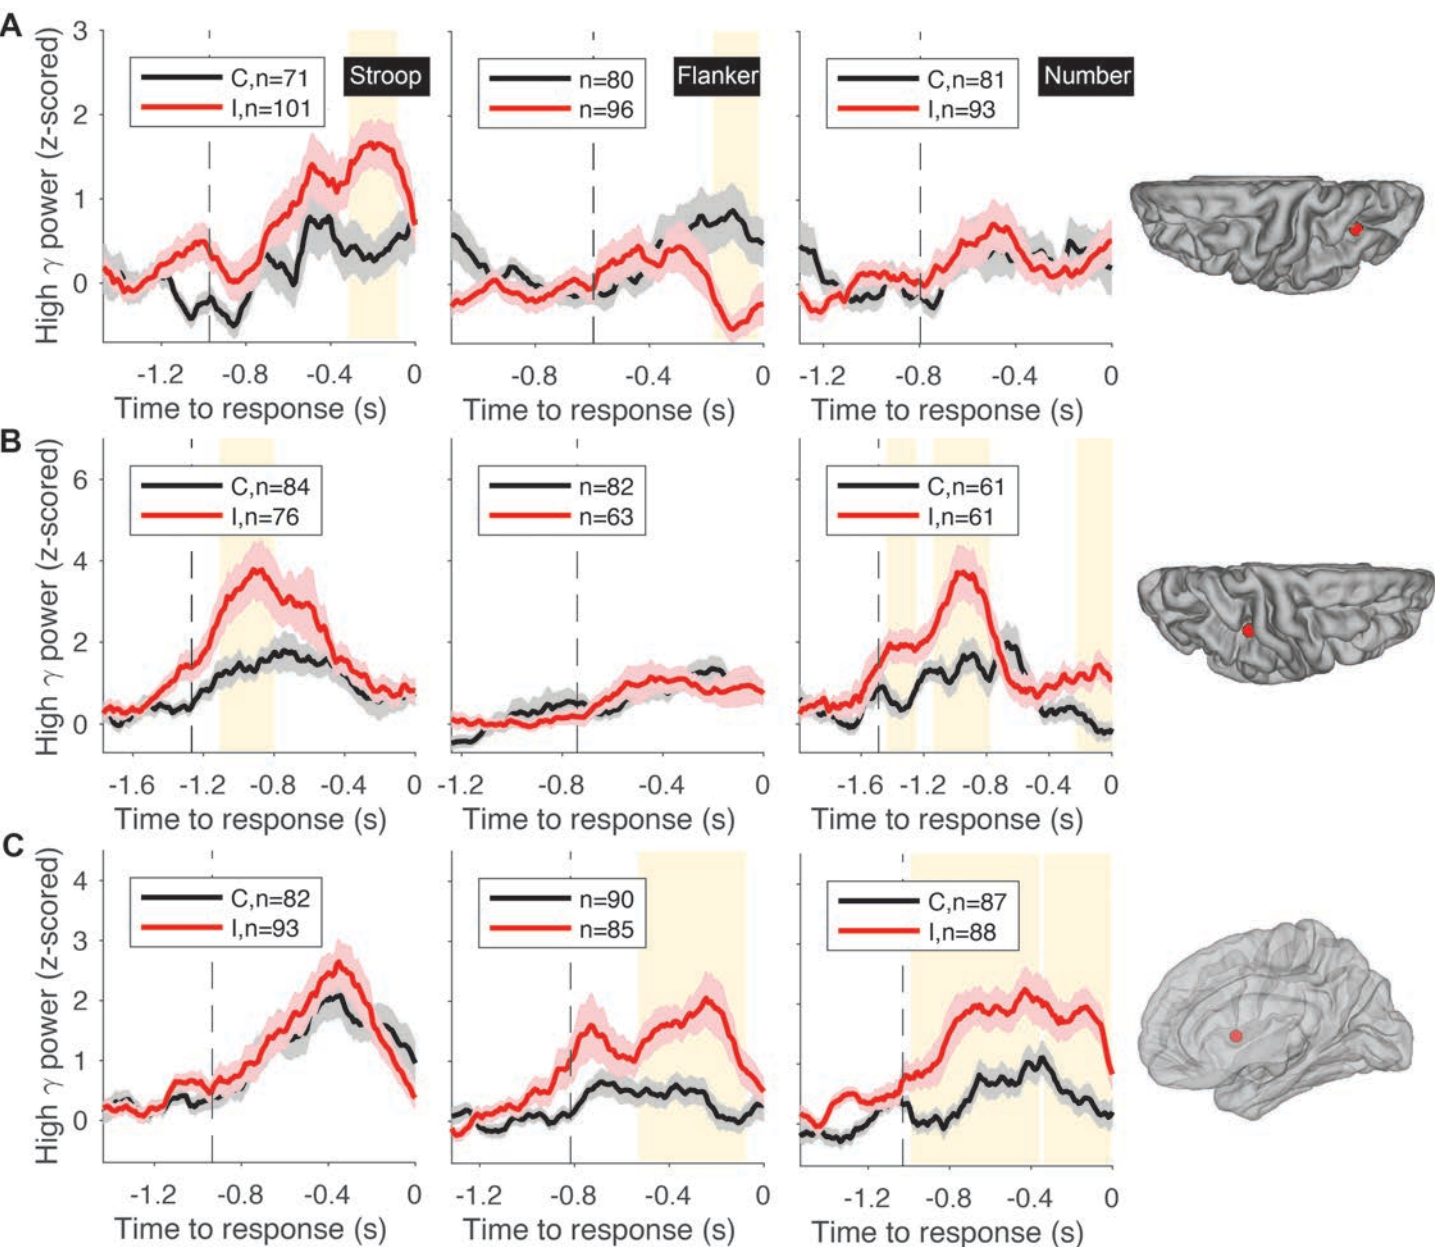 A
High γ power (z-scored)
3
2
1
0
C,n=71
I,n=101
Stroop
n=80
n=96
Flanker
C,n=81
I,n=93
Number
-1.2 -0.8 -0.4 0
-0.8 -0.4 0
-1.2 -0.8 -0.4 0
Time to response (s)
Time to response (s)
Time to response (s)
B
High γ power (z-scored)
6
4
2
0
C,n=84
I,n=76
n=82
n=63
C,n=61
I,n=61
-1.6 -1.2 -0.8 -0.4 0
-1.2 -0.8 -0.4 0
-1.6 -1.2 -0.8 -0.4 0
Time to response (s)
Time to response (s)
Time to response (s)
C
High γ power (z-scored)
4
3
2
1
0
C,n=82
I,n=93
n=90
n=85
C,n=87
I,n=88
-1.2 -0.8 -0.4 0
-1.2 -0.8 -0.4 0
-1.2 -0.8 -0.4 0
Time to response (s)
Time to response (s)
Time to response (s)